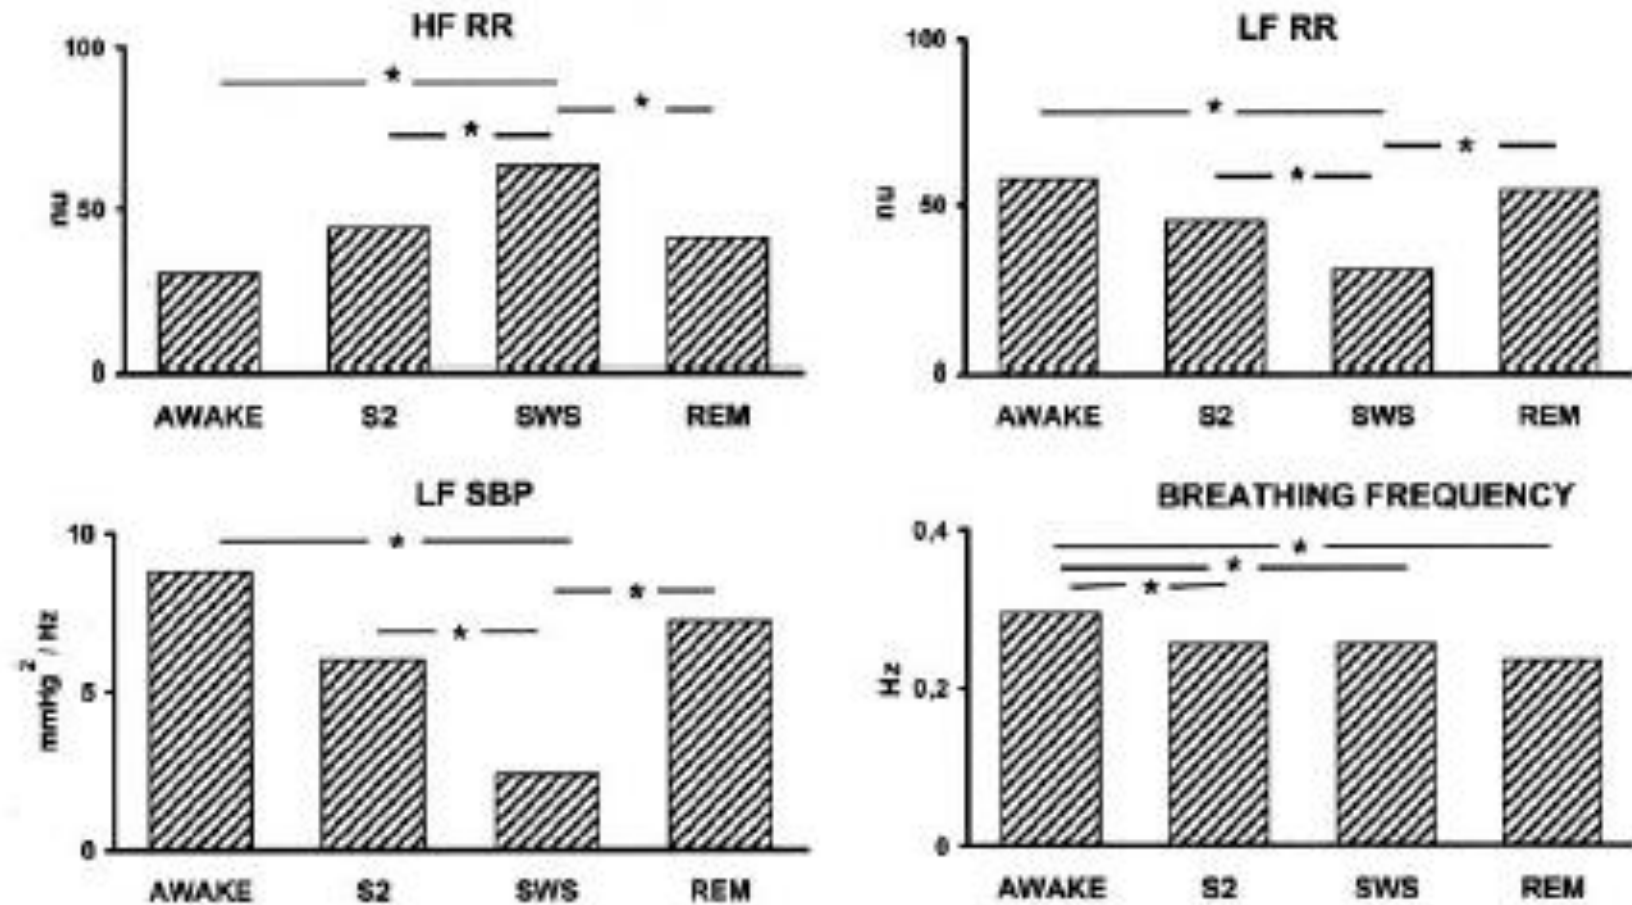 HF RR
100
*
*
*
nu
50
0
AWAKE S2 SWS REM
LF RR
100
*
*
*
nu
50
0
AWAKE S2 SWS REM
LF SBP
10
*
*
*
mmHg2 / Hz
5
0
AWAKE S2 SWS REM
BREATHING FREQUENCY
0,4
*
*
*
Hz
0,2
0
AWAKE S2 SWS REM